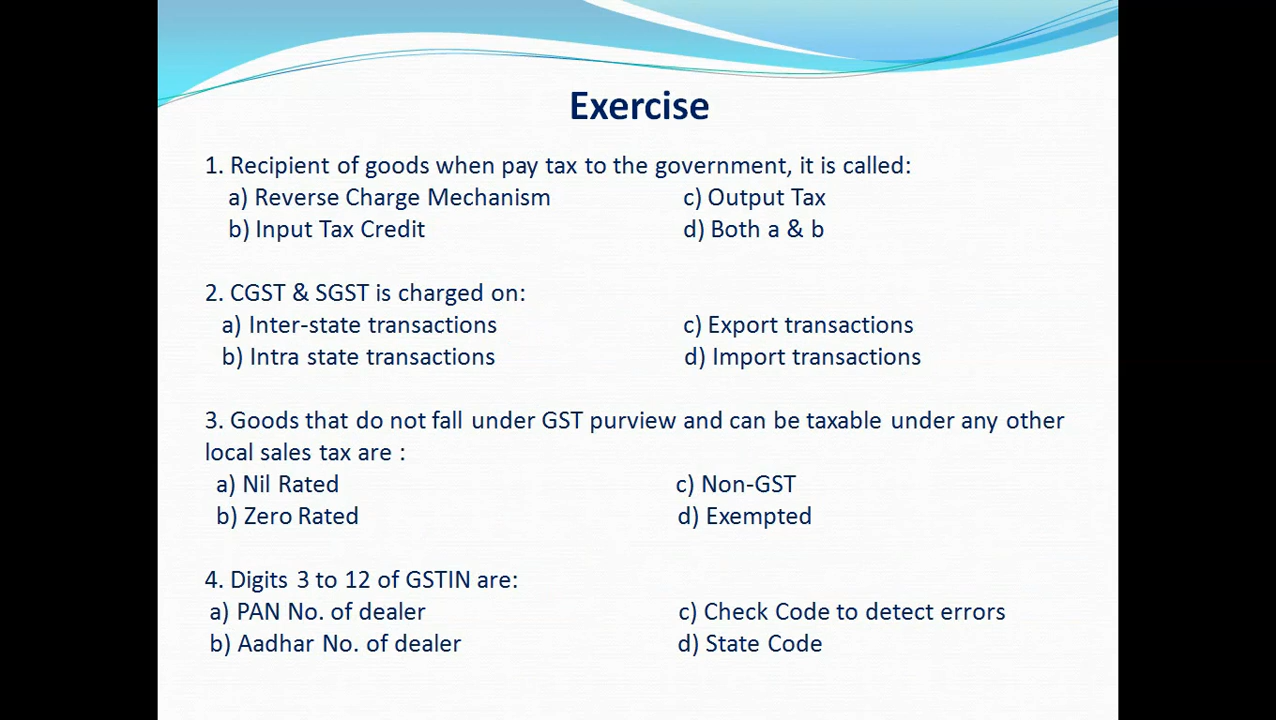 Exercise
1. Recipient of goods when pay tax to the government, it is called:
a) Reverse Charge Mechanism c) Output Tax
b) Input Tax Credit d) Both a & b
2. CGST & SGST is charged on:
a) Inter-state transactions c) Export transactions
b) Intra state transactions d) Import transactions
3. Goods that do not fall under GST purview and can be taxable under any other
local sales tax are :
a) Nil Rated c) Non-GST
b) Zero Rated d) Exempted
4. Digits 3 to 12 of GSTIN are:
a) PAN No. of dealer c) Check Code to detect errors
b) Aadhar No. of dealer d) State Code